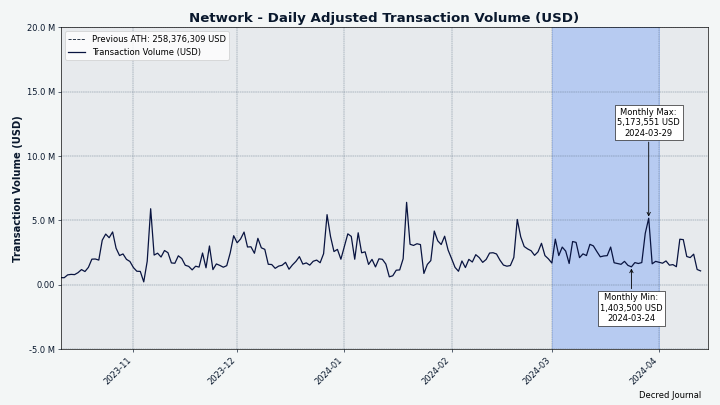 Network - Daily Adjusted Transaction Volume (USD)
Previous ATH: 258,376,309 USD
Transaction Volume (USD)
Transaction Volume (USD)
20.0 M
15.0 M
10.0 M
5.0 M
0.00
-5.0 M
Monthly Max:
5,173,551 USD
2024-03-29
Monthly Min:
1,403,500 USD
2024-03-24
2023-11
2023-12
2024-01
2024-02
2024-03
2024-04
Decred Journal